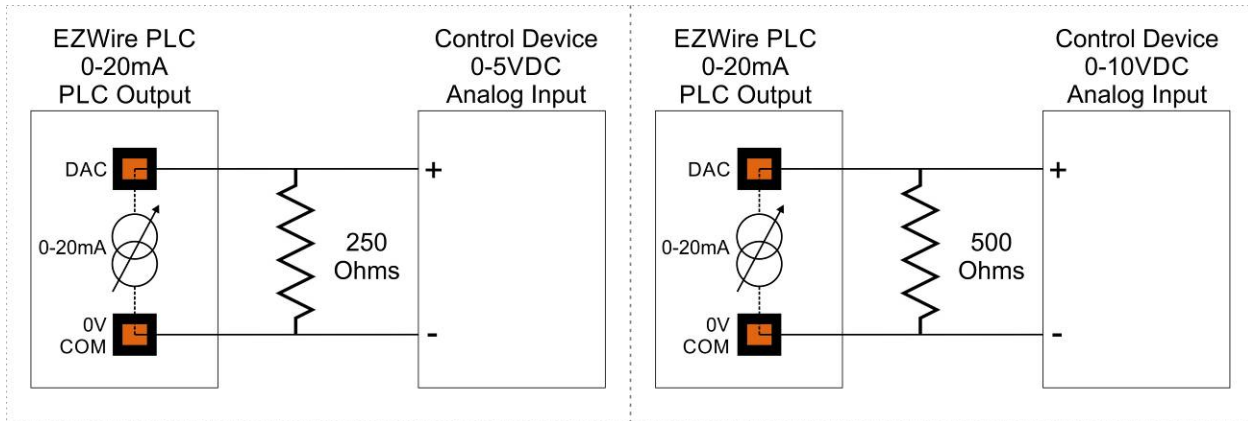 EZWire PLC
0-20mA
PLC Output
Control Device
0-5VDC
Analog Input
DAC
+
0-20mA
250
Ohms
0V
COM
-
EZWire PLC
0-20mA
PLC Output
Control Device
0-10VDC
Analog Input
DAC
+
0-20mA
500
Ohms
0V
COM
-